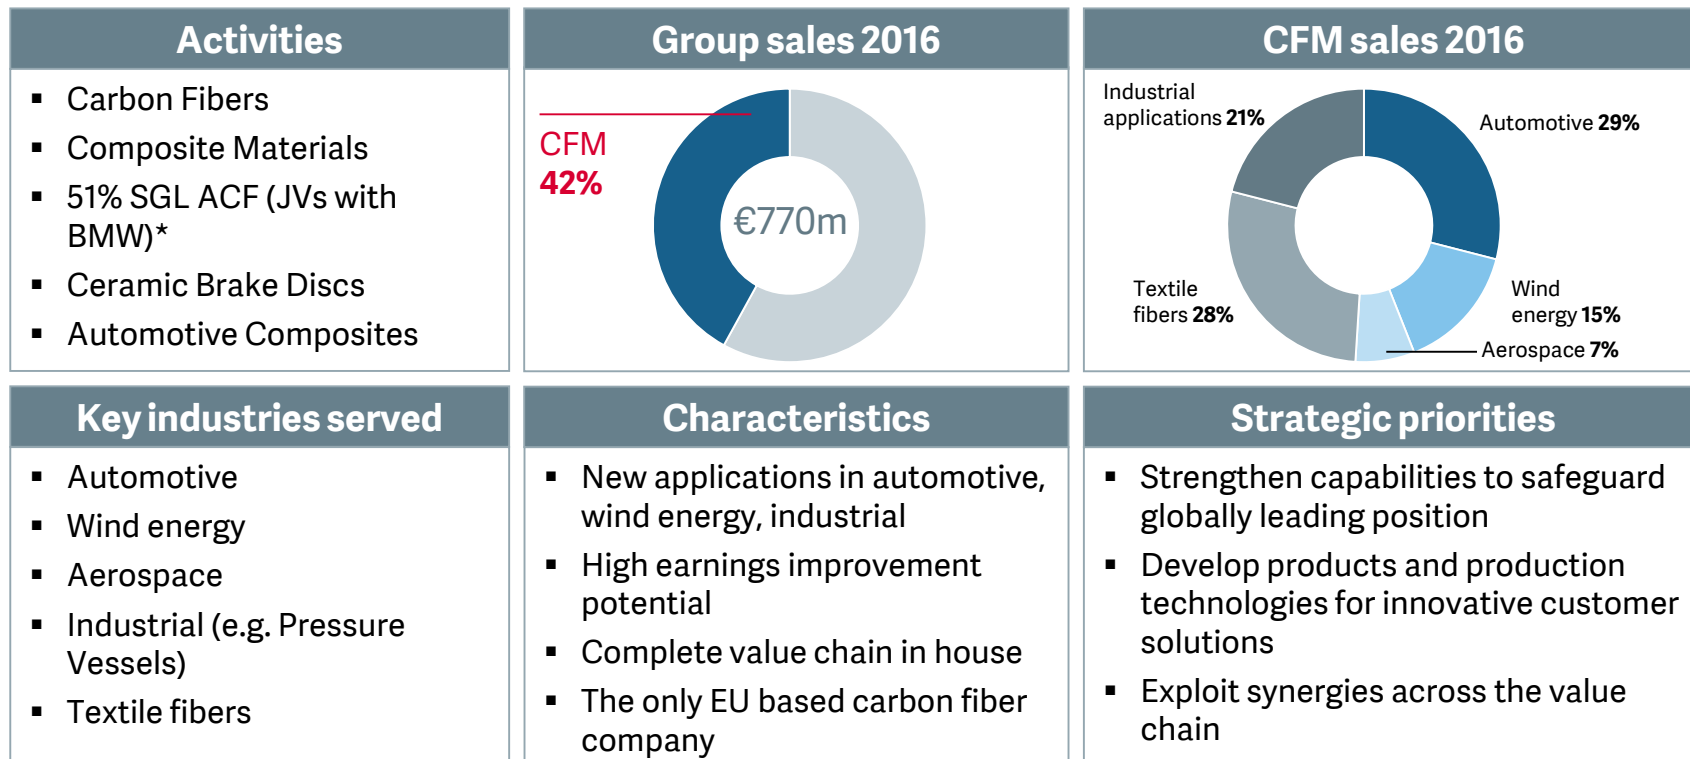 Activities
▪ Carbon Fibers
▪ Composite Materials
▪ 51% SGL ACF (JVs with
BMW)*
▪ Ceramic Brake Discs
▪ Automotive Composites
Group sales 2016
CFM
42%
€770m
CFM sales 2016
Industrial
applications 21%
Automotive 29%
Textile
fibers 28%
Wind
energy 15%
Aerospace 7%
Key industries served
▪ Automotive
▪ Wind energy
▪ Aerospace
▪ Industrial (e.g. Pressure
Vessels)
▪ Textile fibers
Characteristics
▪ New applications in automotive,
wind energy, industrial
▪ High earnings improvement
potential
▪ Complete value chain in house
▪ The only EU based carbon fiber
company
Strategic priorities
▪ Strengthen capabilities to safeguard
globally leading position
▪ Develop products and production
technologies for innovative customer
solutions
▪ Exploit synergies across the value
chain